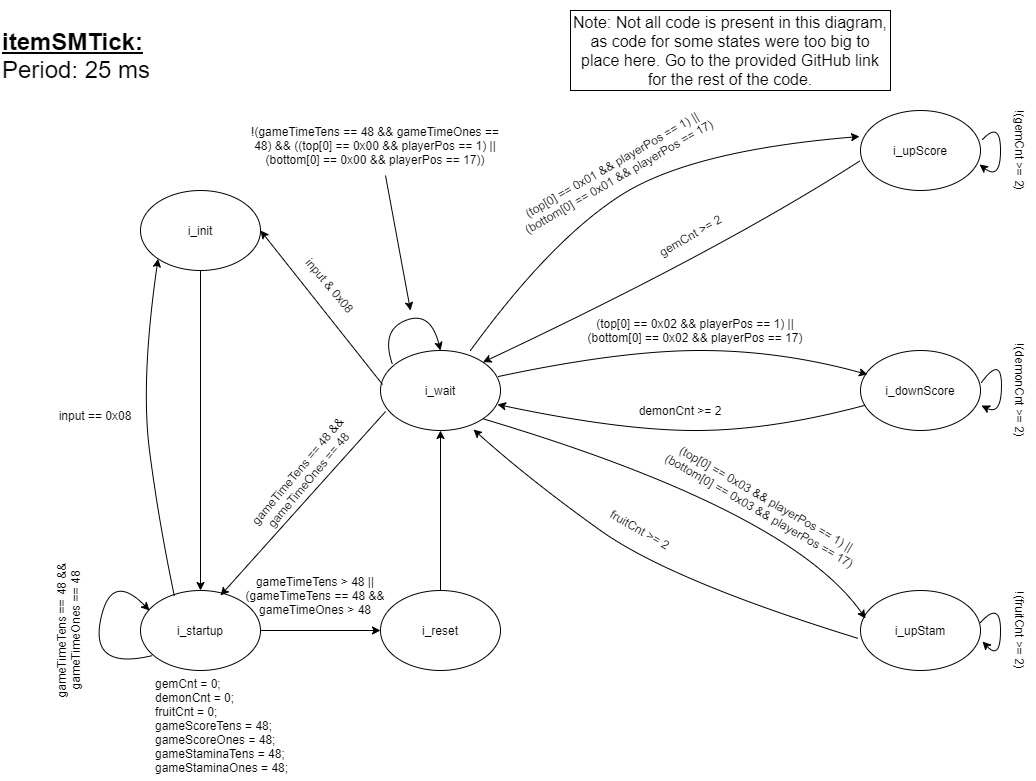 itemSMTick:
Period: 25 ms
Note: Not all code is present in this diagram,
as code for some states were too big to
place here. Go to the provided GitHub link
for the rest of the code.
!(gameTimeTens == 48 && gameTimeOnes ==
48) && ((top[0] == 0x00 && playerPos == 1) ||
(bottom[0] == 0x00 && playerPos == 17))
(top[0] == 0x01 && playerPos == 1) ||
(bottom[0] == 0x01 && playerPos == 17)
i_upScore
!(gemCnt >= 2)
i_init
input & 0x08
gemCnt >= 2
(top[0] == 0x02 && playerPos == 1) ||
(bottom[0] == 0x02 && playerPos == 17)
i_wait
i_downScore
!(demonCnt >= 2)
input == 0x08
demonCnt >= 2
gameTimeTens == 48 &&
gameTimeOnes == 48
(top[0] == 0x03 && playerPos == 1) ||
(bottom[0] == 0x03 && playerPos == 17)
fruitCnt >= 2
gameTimeTens == 48 &&
gameTimeOnes == 48
gameTimeTens > 48 ||
(gameTimeTens == 48 &&
gameTimeOnes > 48
i_startup
i_reset
i_upStam
!(fruitCnt >= 2)
gemCnt = 0;
demonCnt = 0;
fruitCnt = 0;
gameScoreTens = 48;
gameScoreOnes = 48;
gameStaminaTens = 48;
gameStaminaOnes = 48;